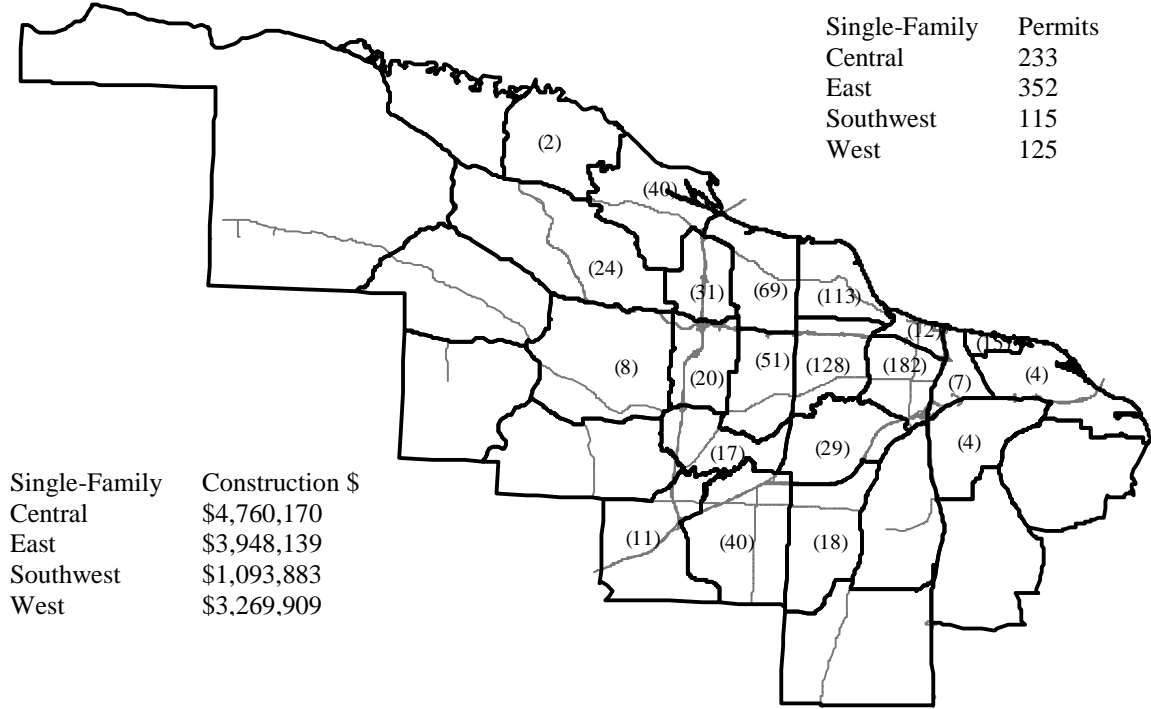 Single-Family Permits
Central 233
East 352
Southwest 115
West 125
(2)
(40)
(24)
(31)
(69)
(113)
(12)
(8)
(20)
(51)
(128)
(182)
(7)
(4)
(17)
(29)
(4)
(11)
(40)
(18)
Single-Family Construction $
Central $4,760,170
East $3,948,139
Southwest $1,093,883
West $3,269,909